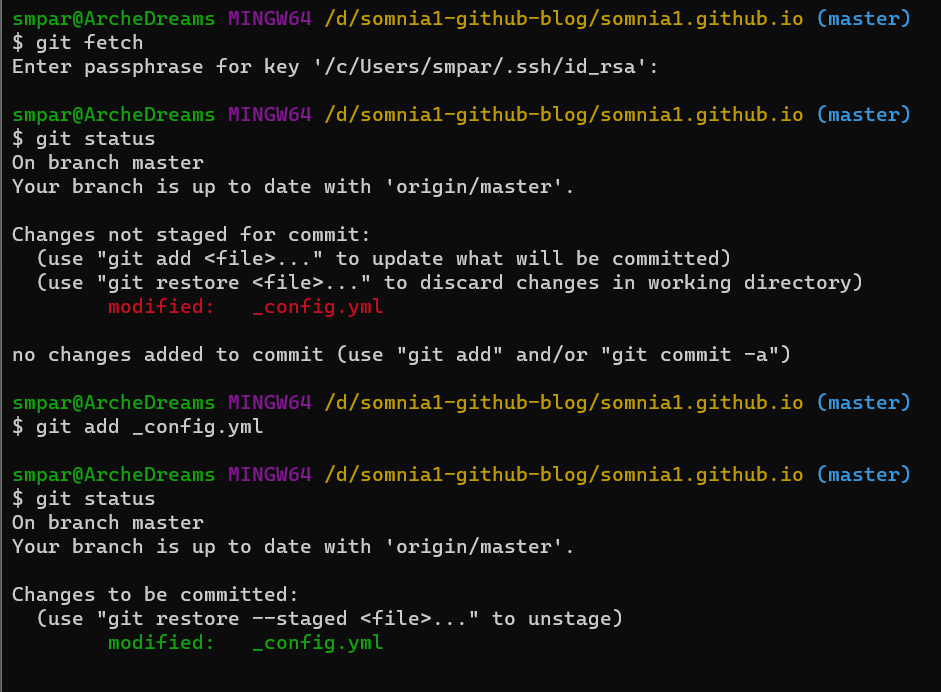 smpar@ArcheDreams MINGW64 /d/somnia1-github-blog/somnia1.github.io (master)
$ git fetch
Enter passphrase for key '/c/Users/smpar/.ssh/id_rsa':

smpar@ArcheDreams MINGW64 /d/somnia1-github-blog/somnia1.github.io (master)
$ git status
On branch master
Your branch is up to date with 'origin/master'.

Changes not staged for commit:
  (use "git add <file>..." to update what will be committed)
  (use "git restore <file>..." to discard changes in working directory)
        modified:   _config.yml

no changes added to commit (use "git add" and/or "git commit -a")

smpar@ArcheDreams MINGW64 /d/somnia1-github-blog/somnia1.github.io (master)
$ git add _config.yml

smpar@ArcheDreams MINGW64 /d/somnia1-github-blog/somnia1.github.io (master)
$ git status
On branch master
Your branch is up to date with 'origin/master'.

Changes to be committed:
  (use "git restore --staged <file>..." to unstage)
        modified:   _config.yml